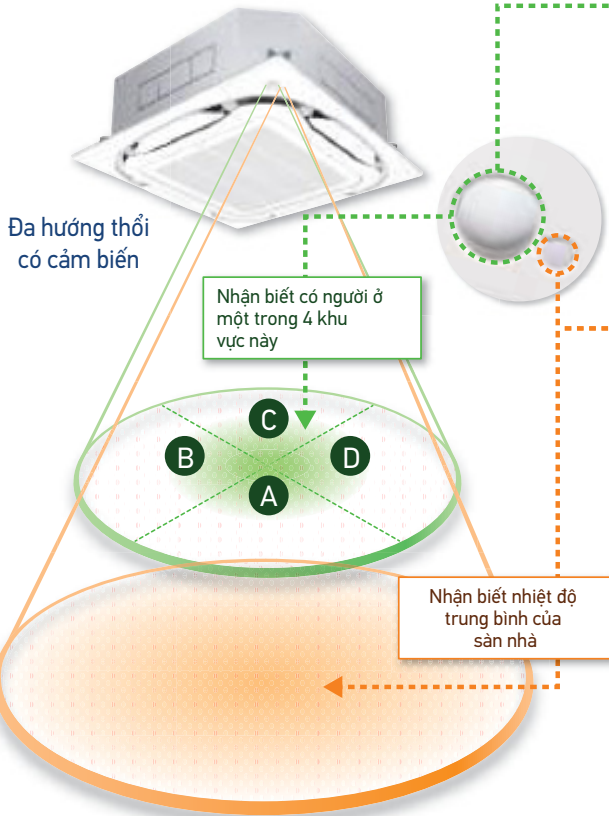 Đa hướng thổi
có cảm biến
Nhận biết có người ở
một trong 4 khu
vực này
C
B
D
A
Nhận biết nhiệt độ
trung bình của
sàn nhà